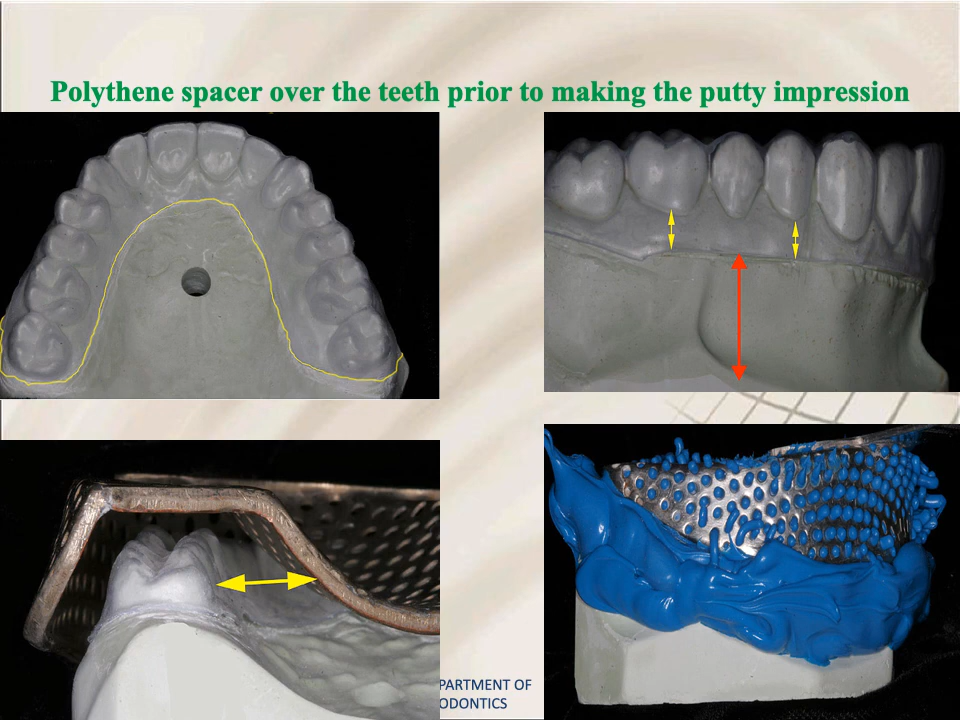 Polythene spacer over the teeth prior to making the putty impression
PARTMENT OF
ODONTICS